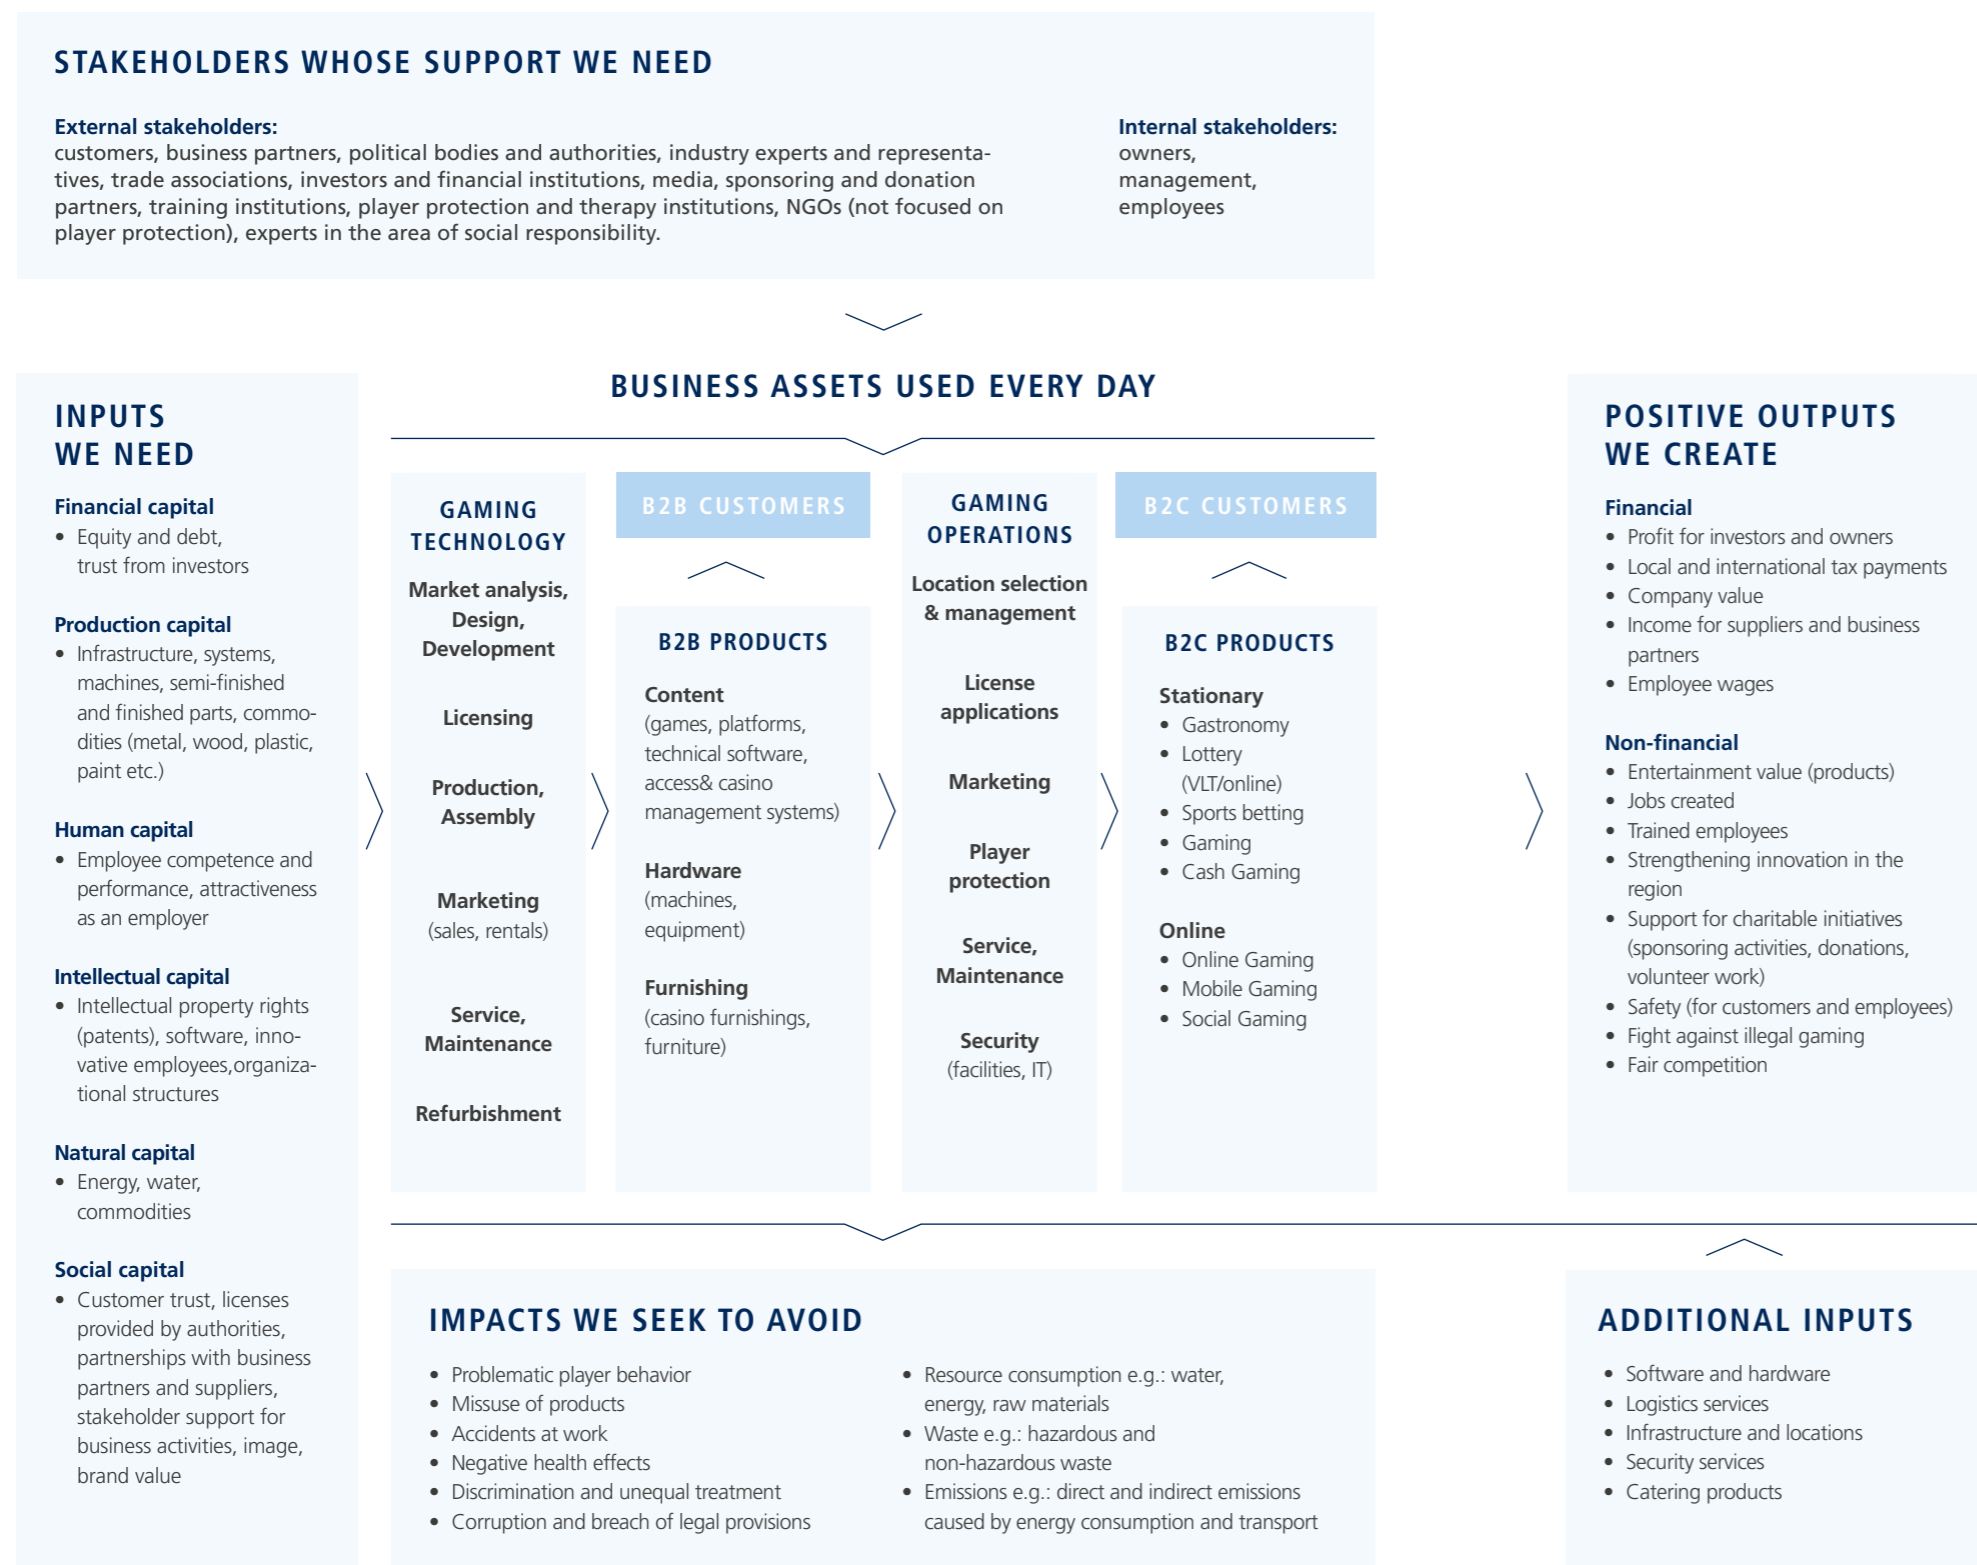 STAKEHOLDERS WHOSE SUPPORT WE NEED
External stakeholders:
customers, business partners, political bodies and authorities, industry experts and representa-
tives, trade associations, investors and financial institutions, media, sponsoring and donation
partners, training institutions, player protection and therapy institutions, NGOs (not focused on
player protection), experts in the area of social responsibility.
Internal stakeholders:
owners,
management,
employees
INPUTS
WE NEED
Financial capital
• Equity and debt,
trust from investors
Production capital
• Infrastructure, systems,
machines, semi-finished
and finished parts, commo-
dities (metal, wood, plastic,
paint etc.)
Human capital
• Employee competence and
performance, attractiveness
as an employer
Intellectual capital
• Intellectual property rights
(patents), software, inno-
vative employees,organiza-
tional structures
Natural capital
• Energy, water,
commodities
Social capital
• Customer trust, licenses
provided by authorities,
partnerships with business
partners and suppliers,
stakeholder support for
business activities, image,
brand value
BUSINESS ASSETS USED EVERY DAY
GAMING
TECHNOLOGY
Market analysis,
Design,
Development
Licensing
Production,
Assembly
Marketing
(sales, rentals)
Service,
Maintenance
Refurbishment
B2B CUSTOMERS
B2B PRODUCTS
Content
(games, platforms,
technical software,
access& casino
management systems)
Hardware
(machines,
equipment)
Furnishing
(casino furnishings,
furniture)
GAMING
OPERATIONS
Location selection
& management
License
applications
Marketing
Player
protection
Service,
Maintenance
Security
(facilities, IT)
B2C CUSTOMERS
B2C PRODUCTS
Stationary
• Gastronomy
• Lottery
(VLT/online)
• Sports betting
• Gaming
• Cash Gaming
Online
• Online Gaming
• Mobile Gaming
• Social Gaming
POSITIVE OUTPUTS
WE CREATE
Financial
• Profit for investors and owners
• Local and international tax payments
• Company value
• Income for suppliers and business
partners
• Employee wages
Non-financial
• Entertainment value (products)
• Jobs created
• Trained employees
• Strengthening innovation in the
region
• Support for charitable initiatives
(sponsoring activities, donations,
volunteer work)
• Safety (for customers and employees)
• Fight against illegal gaming
• Fair competition
IMPACTS WE SEEK TO AVOID
• Problematic player behavior
• Missuse of products
• Accidents at work
• Negative health effects
• Discrimination and unequal treatment
• Corruption and breach of legal provisions
• Resource consumption e.g.: water,
energy, raw materials
• Waste e.g.: hazardous and
non-hazardous waste
• Emissions e.g.: direct and indirect emissions
caused by energy consumption and transport
ADDITIONAL INPUTS
• Software and hardware
• Logistics services
• Infrastructure and locations
• Security services
• Catering products